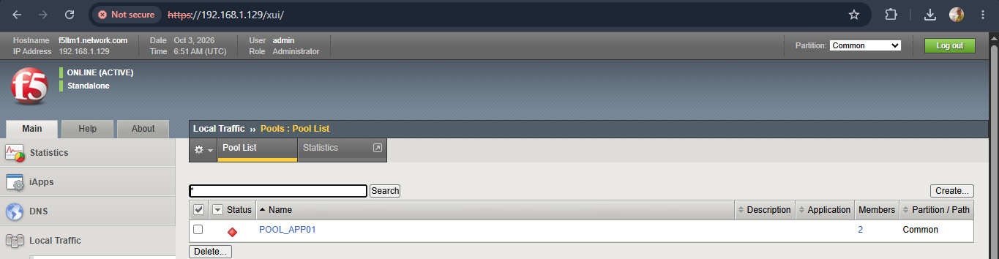 Not secure https://192.168.1.129/xui/
Hostname f5ltm1.network.com Date Oct 3, 2026 User admin
IP Address 192.168.1.129 Time 6:51 AM (UTC) Role Administrator
Partition: Common Log out
f5
ONLINE (ACTIVE)
Standalone
Main Help About
Statistics
iApps
DNS
Local Traffic
Local Traffic ›› Pools : Pool List
Pool List Statistics
* Search Create...
Status Name Description Application Members Partition / Path
POOL_APP01 2 Common
Delete...